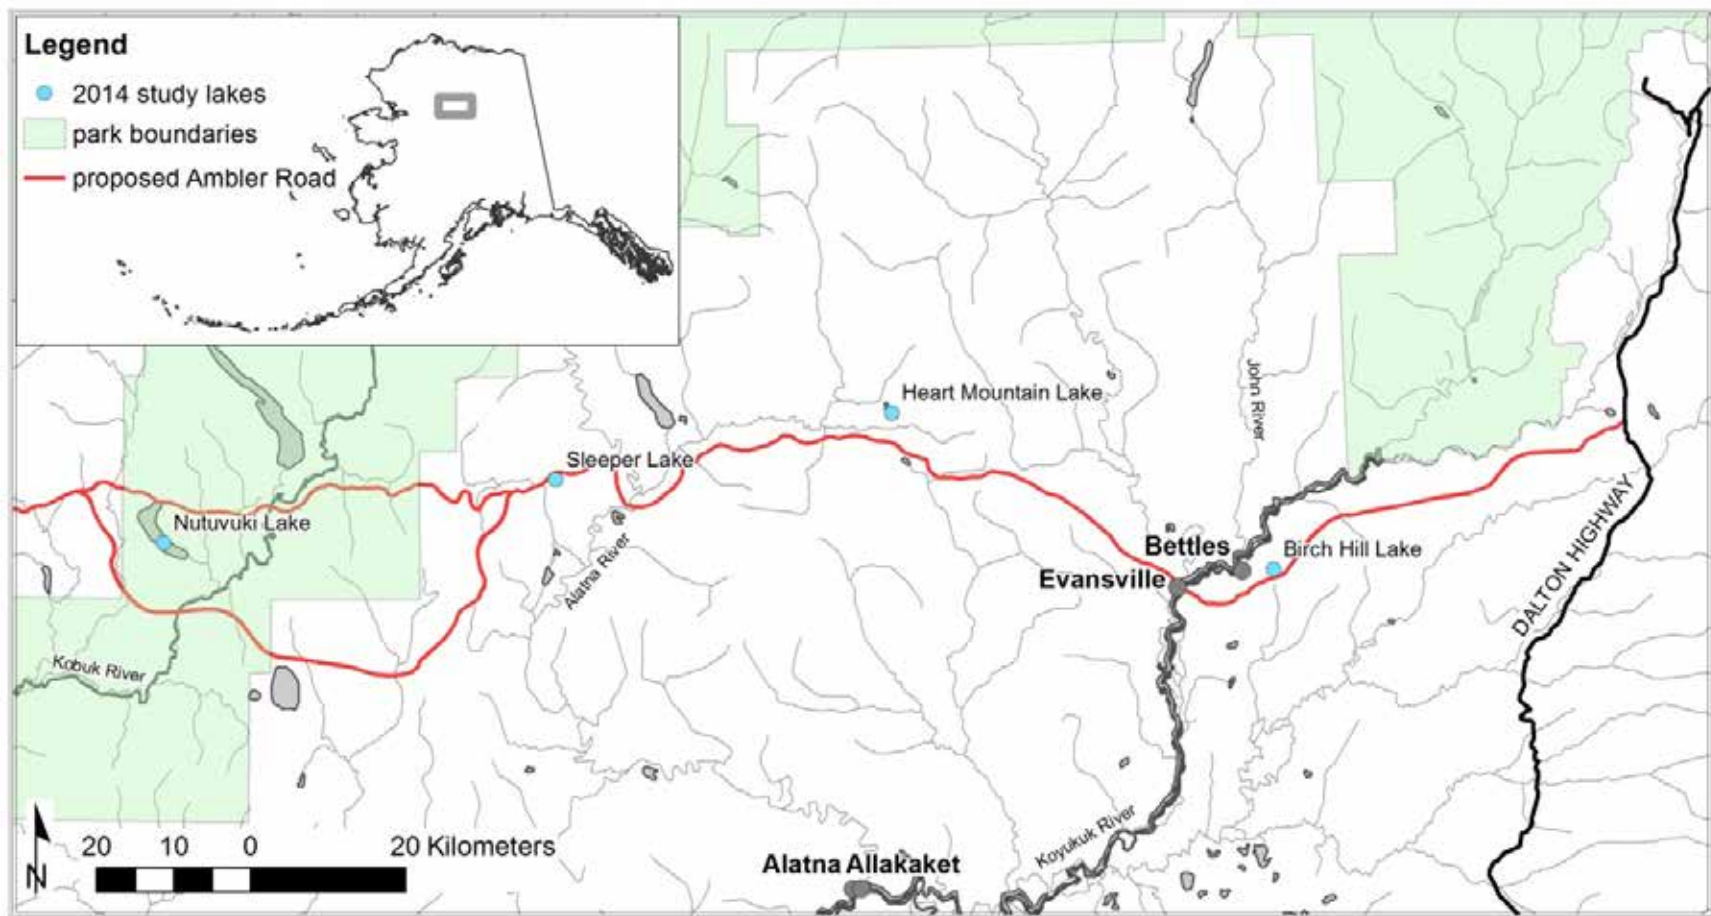 Legend
2014 study lakes
park boundaries
proposed Ambler Road
Heart Mountain Lake
John River
Sleeper Lake
Nutuvuki Lake
Alatna River
Bettles
Birch Hill Lake
Evansville
DALTON HIGHWAY
Kobuk River
Koyukuk River
20 10 0 20 Kilometers
Alatna Allakaket
N